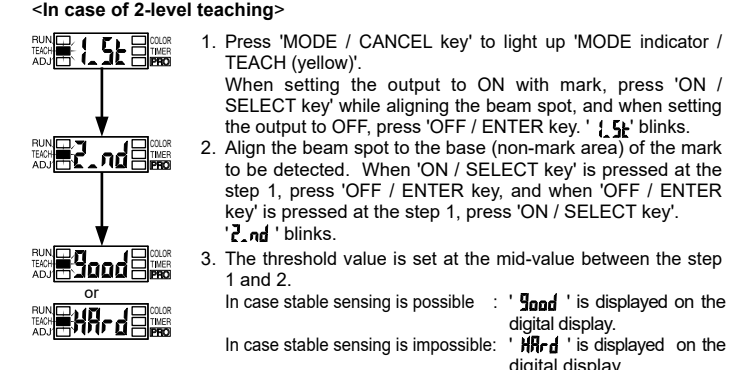 <In case of 2-level teaching>
RUN 1_St COLOR
TEACH TIMER
ADJ PRO
1. Press 'MODE / CANCEL key' to light up 'MODE indicator /
TEACH (yellow)'.
When setting the output to ON with mark, press 'ON /
SELECT key' while aligning the beam spot, and when setting
the output to OFF, press 'OFF / ENTER key. ' 1_St' blinks.
RUN 2_nd COLOR
TEACH TIMER
ADJ PRO
2. Align the beam spot to the base (non-mark area) of the mark
to be detected. When 'ON / SELECT key' is pressed at the
step 1, press 'OFF / ENTER key, and when 'OFF / ENTER
key' is pressed at the step 1, press 'ON / SELECT key'.
'2_nd ' blinks.
RUN good COLOR
TEACH TIMER
ADJ PRO
or
RUN HArd COLOR
TEACH TIMER
ADJ PRO
3. The threshold value is set at the mid-value between the step
1 and 2.
In case stable sensing is possible : ' good ' is displayed on the
digital display.
In case stable sensing is impossible: ' HArd ' is displayed on the
digital display.